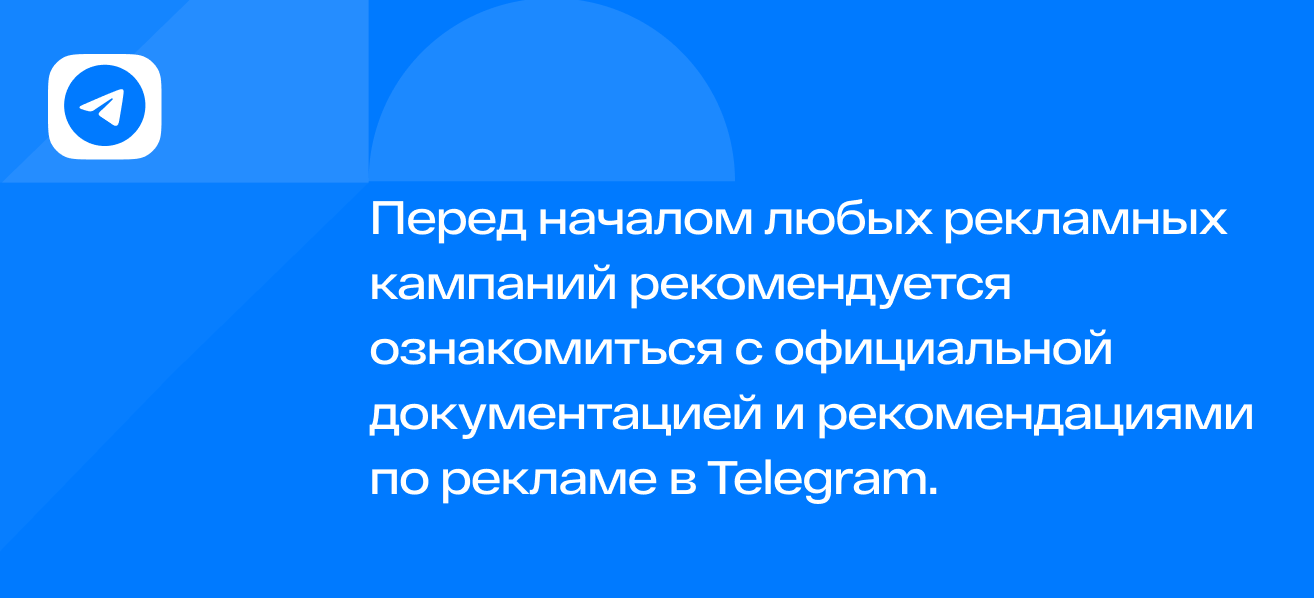 Перед началом любых рекламных
кампаний рекомендуется
ознакомиться с официальной
документацией и рекомендациями
по рекламе в Telegram.